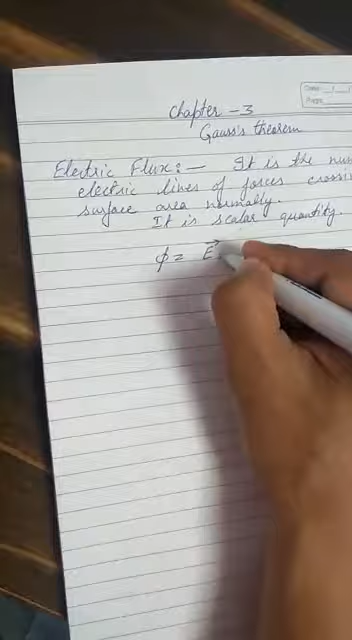 Chapter - 3
Gauss's theorem
Electric Flux :- It is the
electric lines of forces
surface area normally.
It is scalar quantity.
ϕ = E⃗